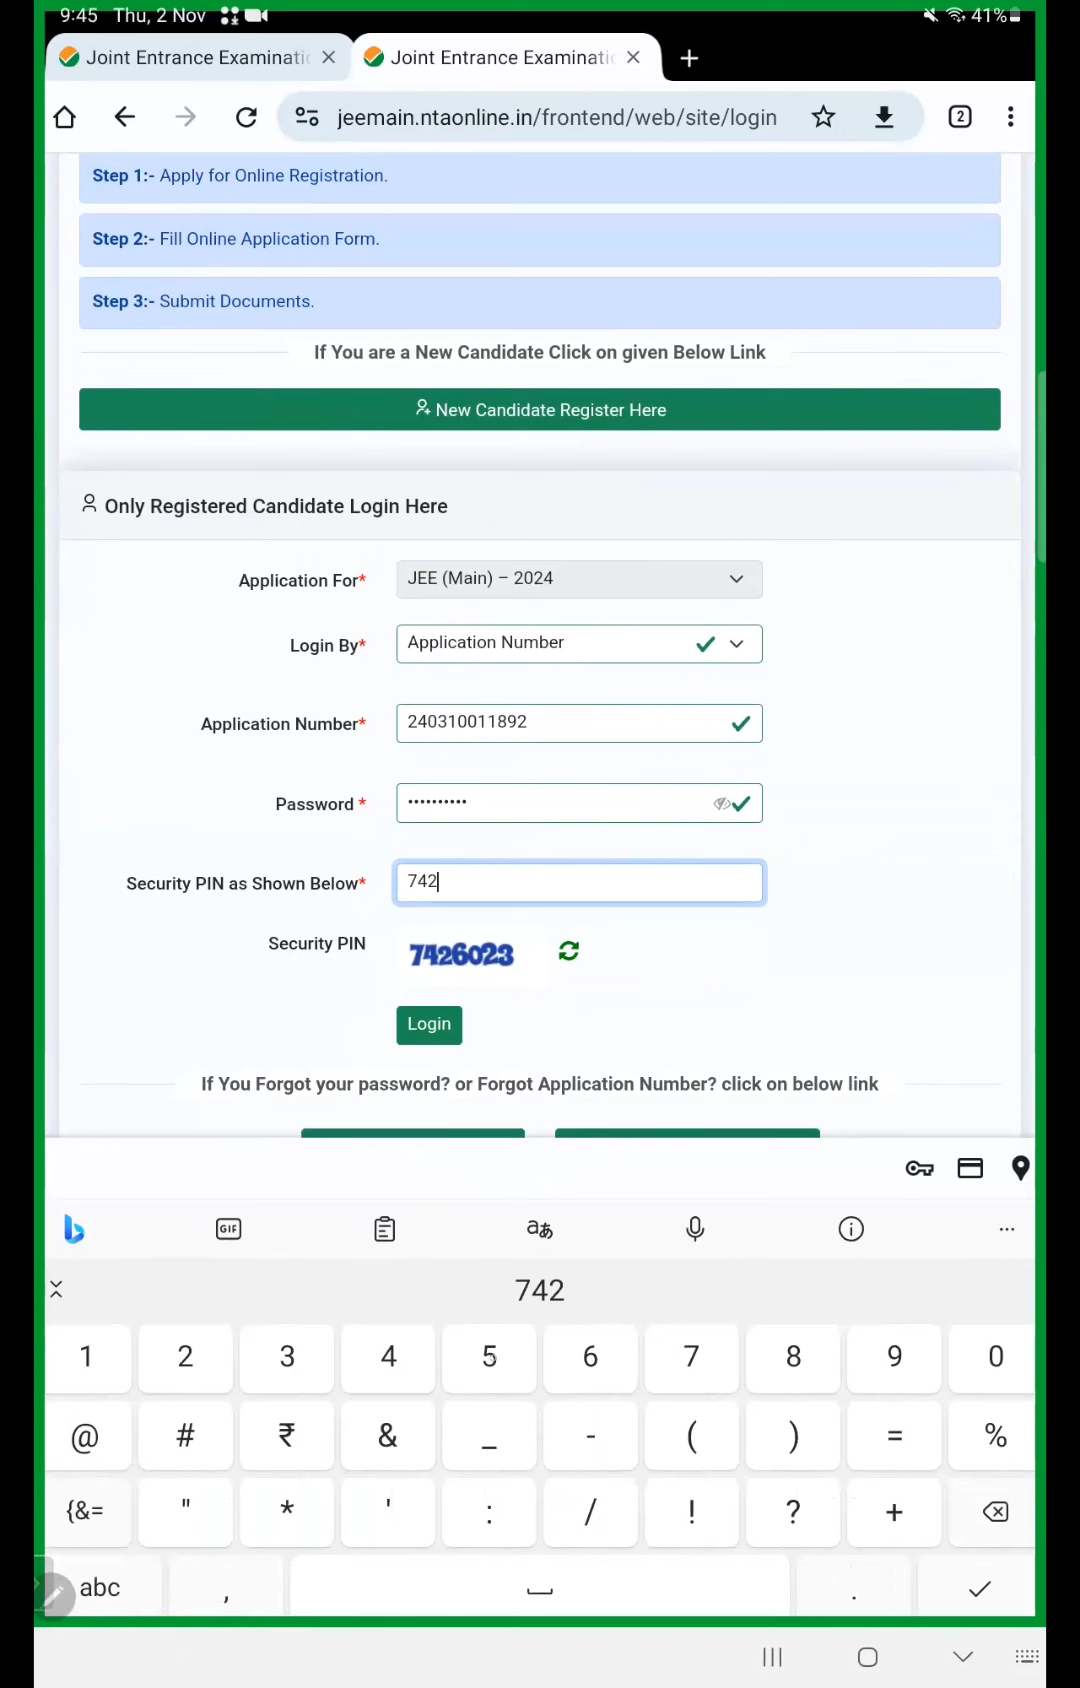 9:45 Thu, 2 Nov 41%
Joint Entrance Examinatic Joint Entrance Examinatic
jeemain.ntaonline.in/frontend/web/site/login 2
Step 1:- Apply for Online Registration.
Step 2:- Fill Online Application Form.
Step 3:- Submit Documents.
If You are a New Candidate Click on given Below Link
New Candidate Register Here
Only Registered Candidate Login Here
Application For* JEE (Main) – 2024
Login By* Application Number
Application Number* 240310011892
Password * ••••••••••
Security PIN as Shown Below* 742
Security PIN 7426023
Login
If You Forgot your password? or Forgot Application Number? click on below link
GIF aあ
742
1 2 3 4 5 6 7 8 9 0
@ # ₹ & _ - ( ) = %
{&= " * ' : / ! ? +
abc , .